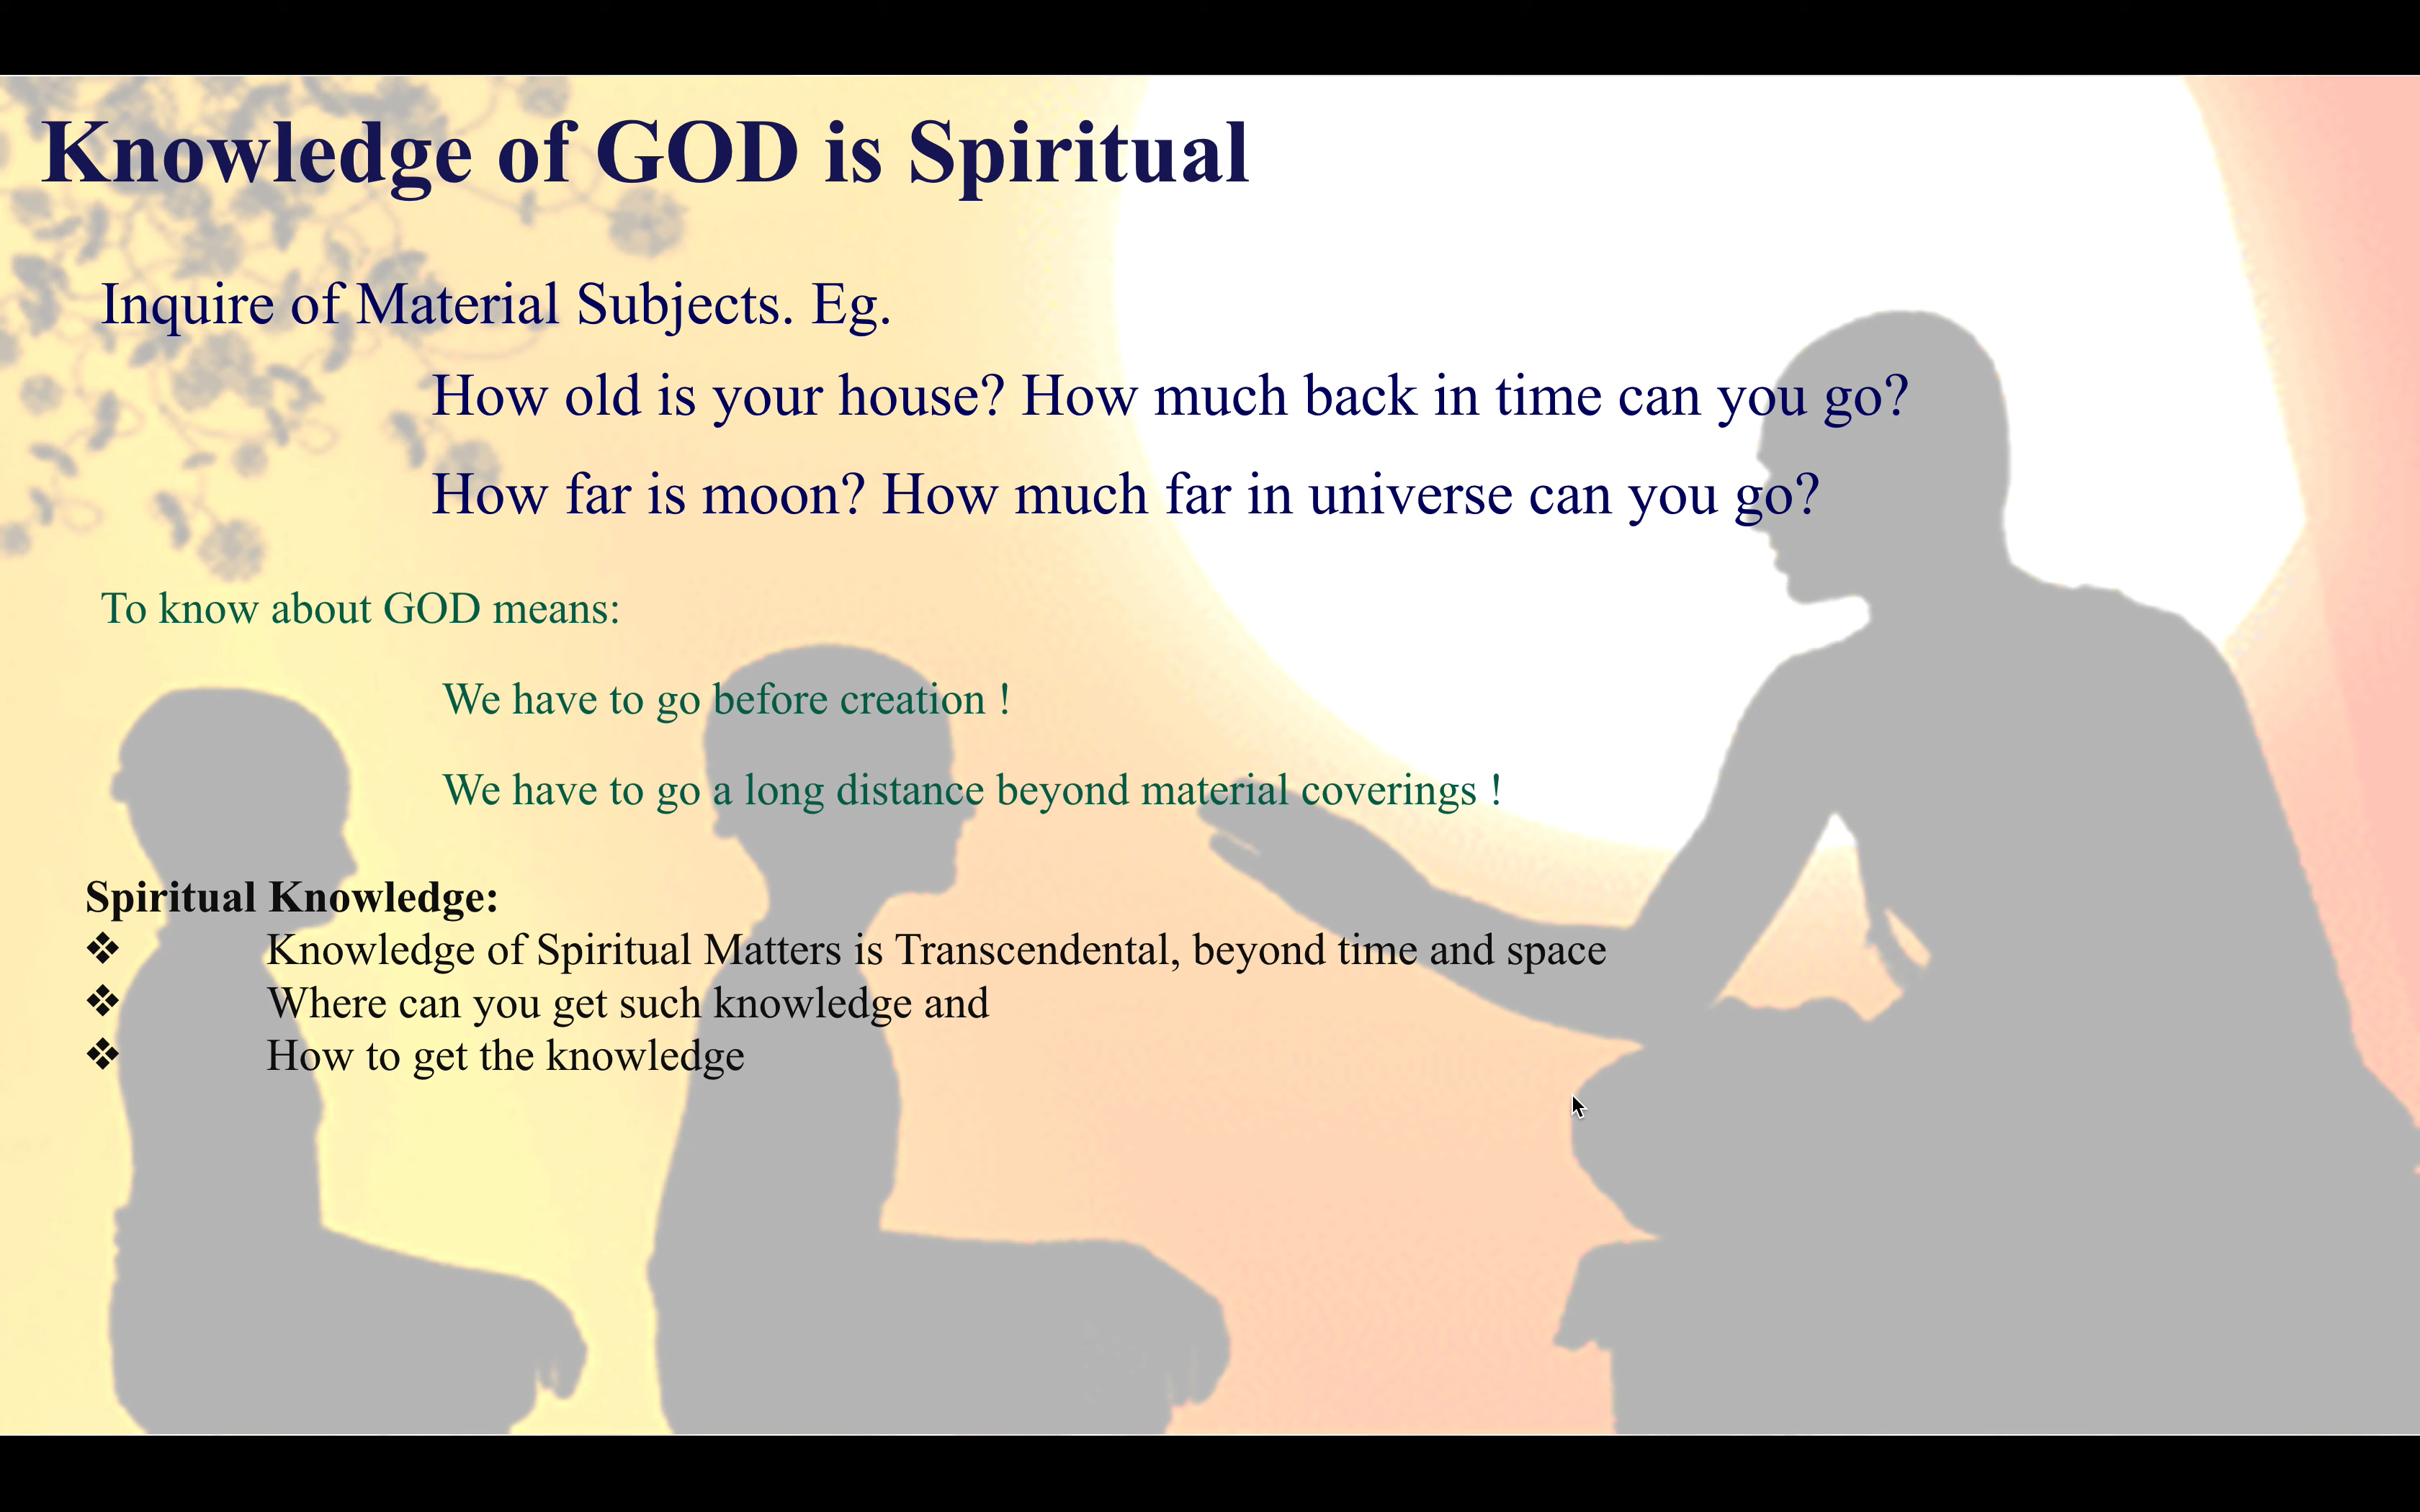 Knowledge of GOD is Spiritual
Inquire of Material Subjects. Eg.
How old is your house? How much back in time can you go?
How far is moon? How much far in universe can you go?
To know about GOD means:
We have to go before creation !
We have to go a long distance beyond material coverings !
Spiritual Knowledge:
❖ Knowledge of Spiritual Matters is Transcendental, beyond time and space
❖ Where can you get such knowledge and
❖ How to get the knowledge